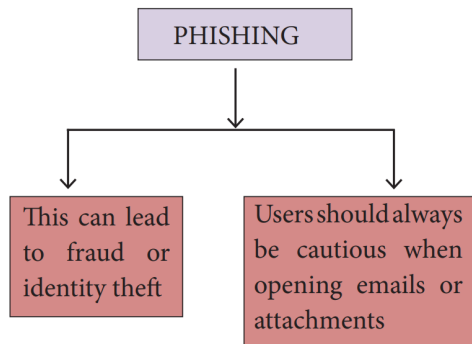 PHISHING
This can lead
to fraud or
identity theft
Users should always
be cautious when
opening emails or
attachments